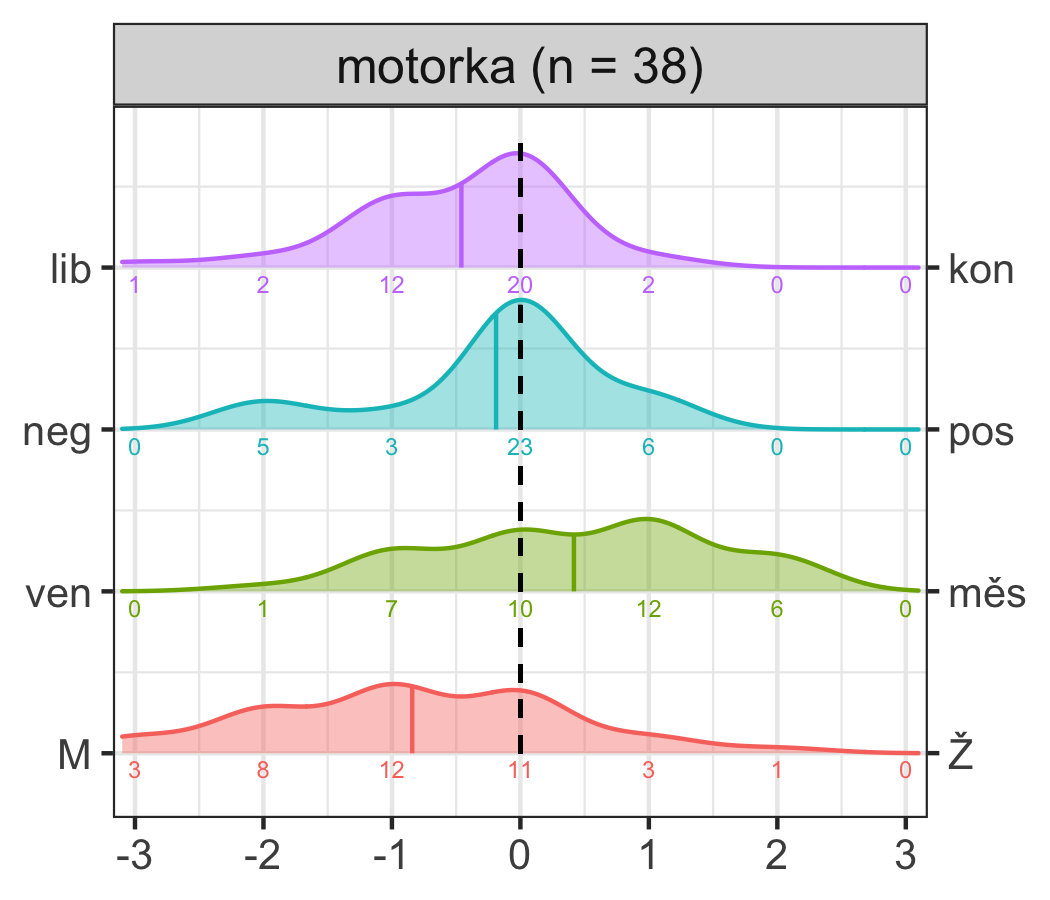 motorka (n = 38)
lib kon
1 2 12 20 2 0 0
neg pos
0 5 3 23 6 0 0
ven měs
0 1 7 10 12 6 0
M Ž
3 8 12 11 3 1 0
-3 -2 -1 0 1 2 3